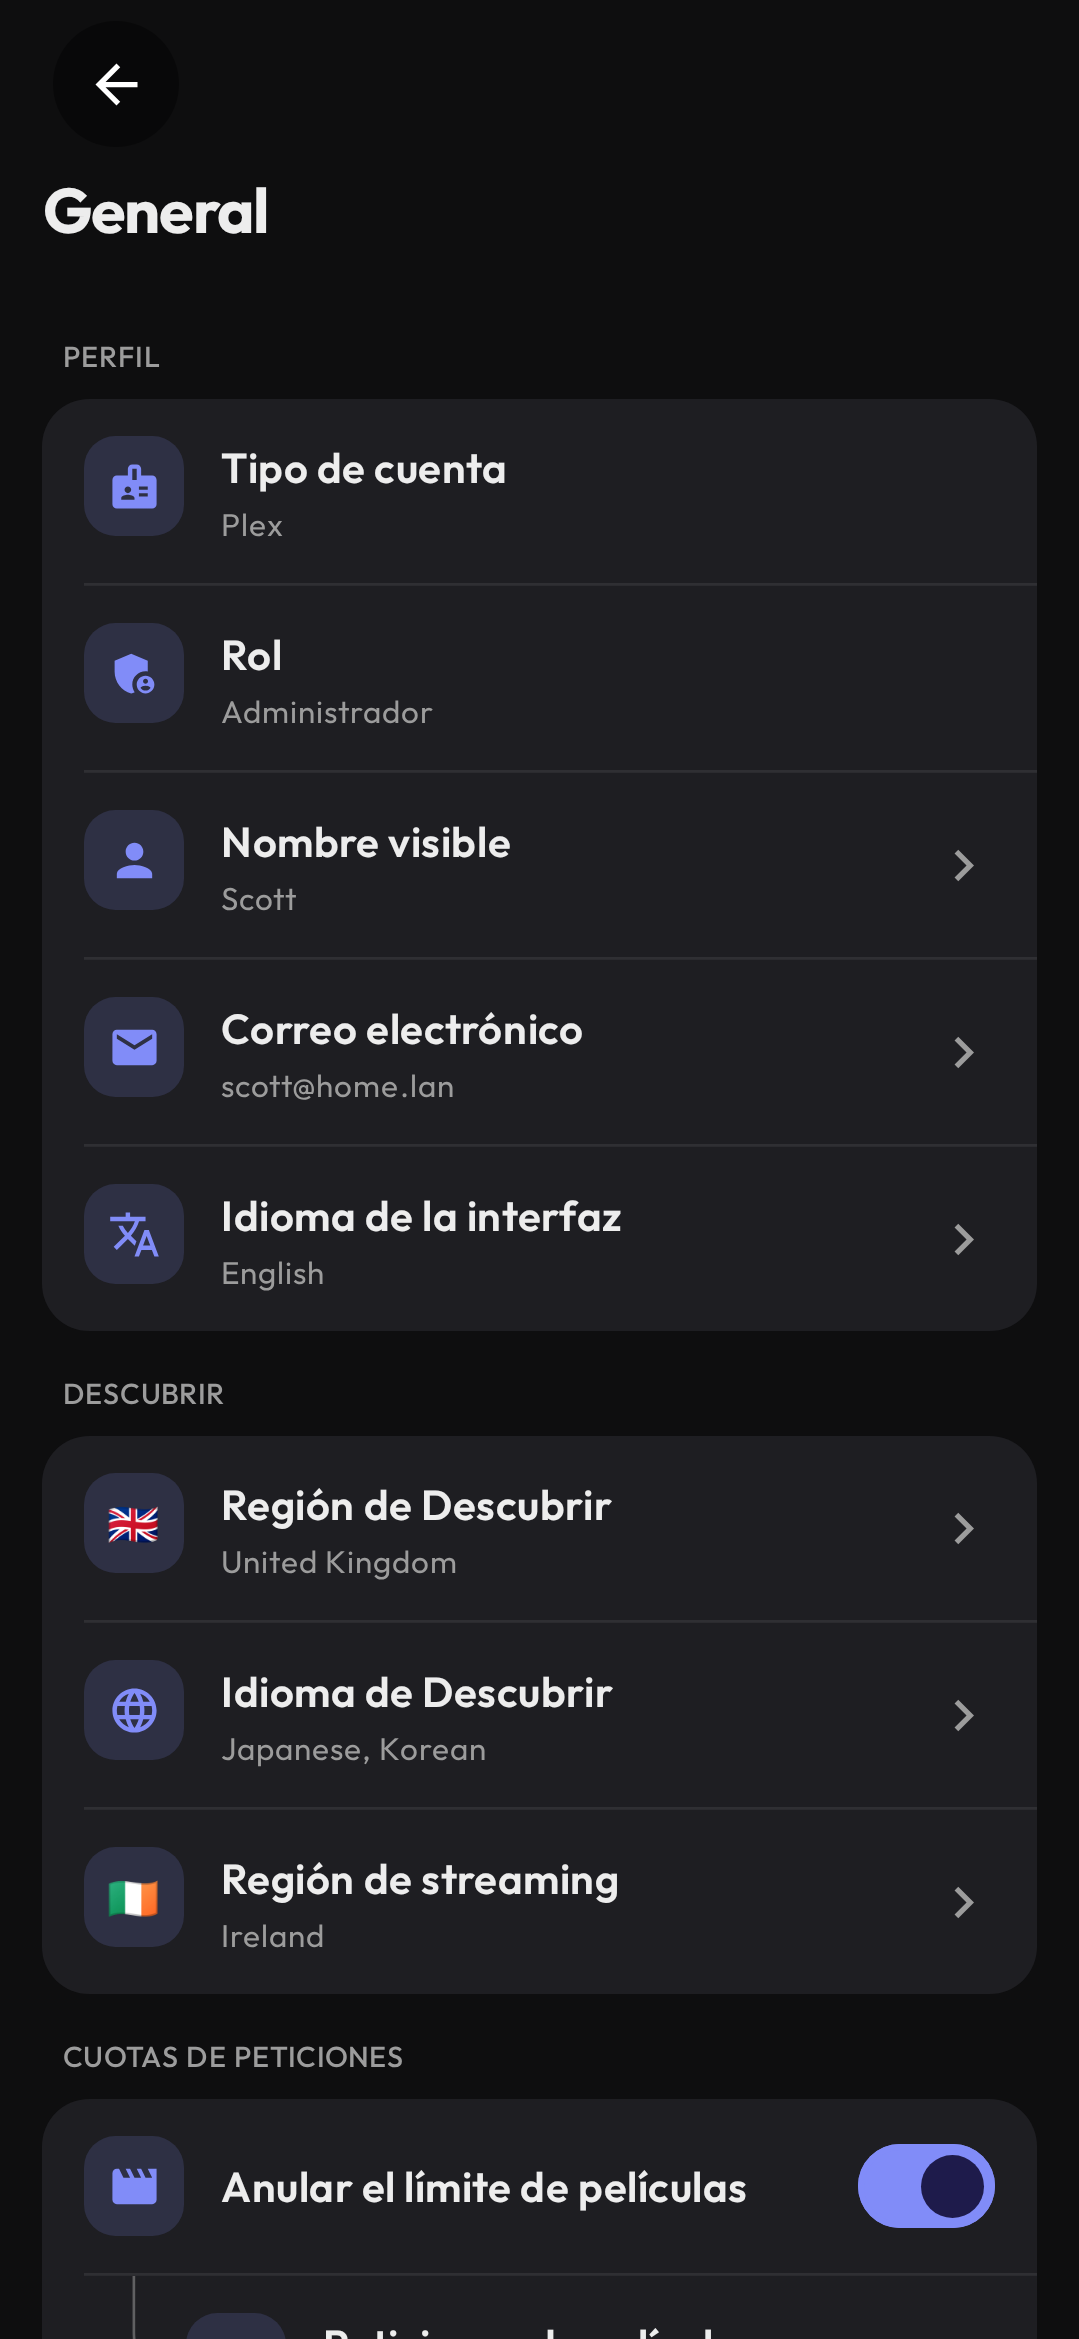 General
PERFIL
Tipo de cuenta
Plex
Rol
Administrador
Nombre visible
Scott
Correo electrónico
scott@home.lan
Idioma de la interfaz
English
DESCUBRIR
Región de Descubrir
United Kingdom
Idioma de Descubrir
Japanese, Korean
Región de streaming
Ireland
CUOTAS DE PETICIONES
Anular el límite de películas